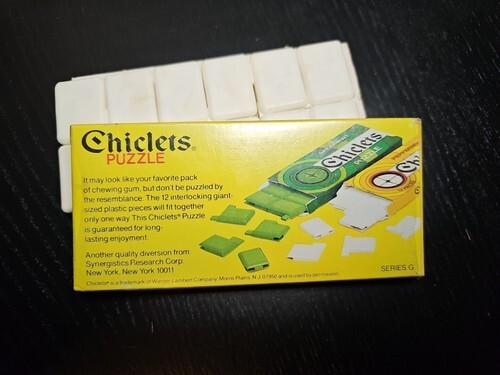 Chiclets®
PUZZLE
It may look like your favorite pack
of chewing gum, but don't be puzzled by
the resemblance. The 12 interlocking giant-
sized plastic pieces will fit together
only one way. This Chiclets® Puzzle
is guaranteed for long-
lasting enjoyment.
Another quality diversion from:
Synergistics Research Corp.
New York, New York 10011
Chiclets® is a trademark of Warner Lambert Company, Morris Plains, N.J. 07950 and is used by permission.
Chiclets
Chiclets
SERIES G